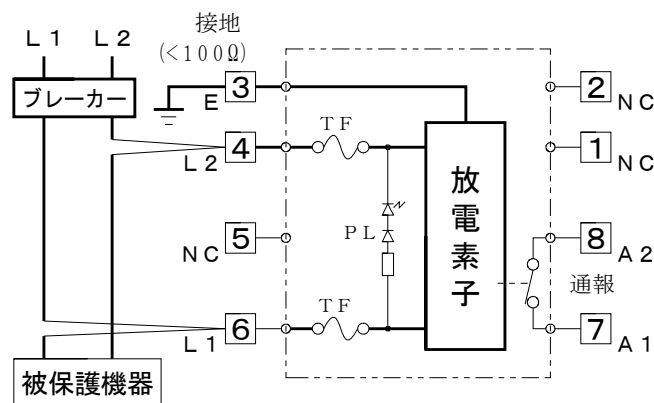 接地
(<100Ω)
L1 L2
ブレーカー
3
E
2
NC
TF
4
L2
1
NC
放電素子
PL
5
NC
8
A2
通報
TF
6
L1
7
A1
被保護機器